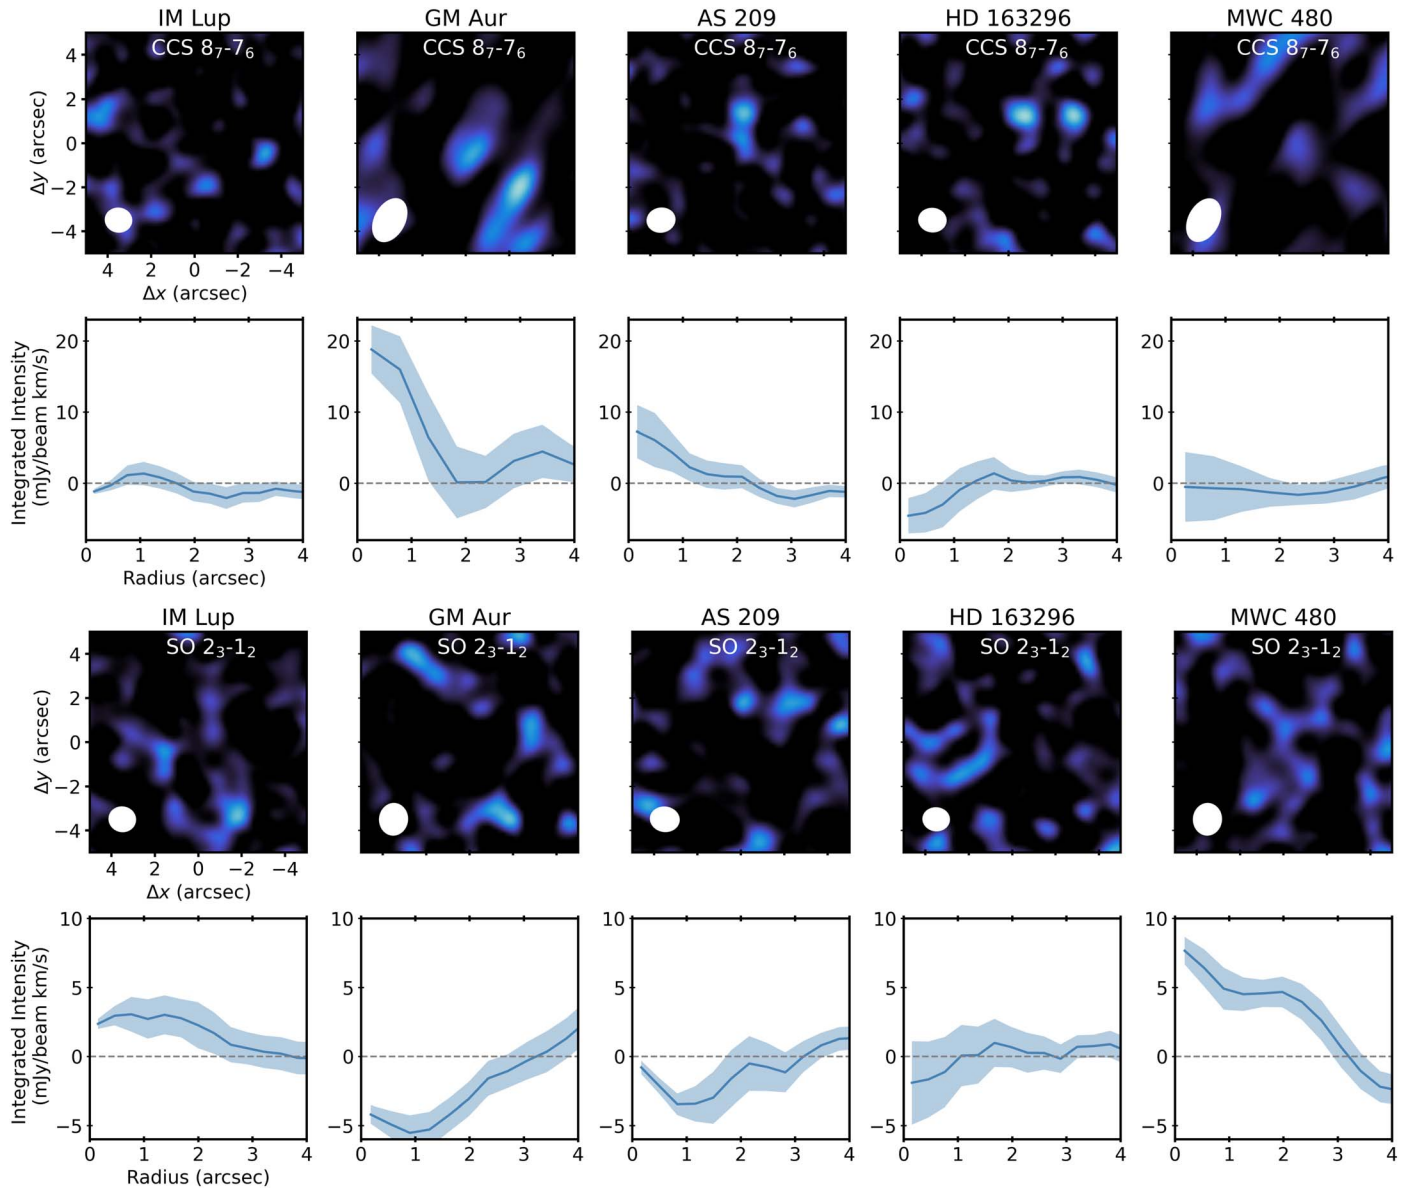 IM Lup GM Aur AS 209 HD 163296 MWC 480
CCS 8₇-7₆ CCS 8₇-7₆ CCS 8₇-7₆ CCS 8₇-7₆ CCS 8₇-7₆
4
2
0
−2
−4
Δy (arcsec)
4 2 0 −2 −4
Δx (arcsec)
20 20 20 20 20
10 10 10 10 10
0 0 0 0 0
Integrated Intensity
(mJy/beam km/s)
0 1 2 3 4 0 1 2 3 4 0 1 2 3 4 0 1 2 3 4 0 1 2 3 4
Radius (arcsec)
IM Lup GM Aur AS 209 HD 163296 MWC 480
SO 2₃-1₂ SO 2₃-1₂ SO 2₃-1₂ SO 2₃-1₂ SO 2₃-1₂
4
2
0
−2
−4
Δy (arcsec)
4 2 0 −2 −4
Δx (arcsec)
10 10 10 10 10
5 5 5 5 5
0 0 0 0 0
−5 −5 −5 −5 −5
Integrated Intensity
(mJy/beam km/s)
0 1 2 3 4 0 1 2 3 4 0 1 2 3 4 0 1 2 3 4 0 1 2 3 4
Radius (arcsec)